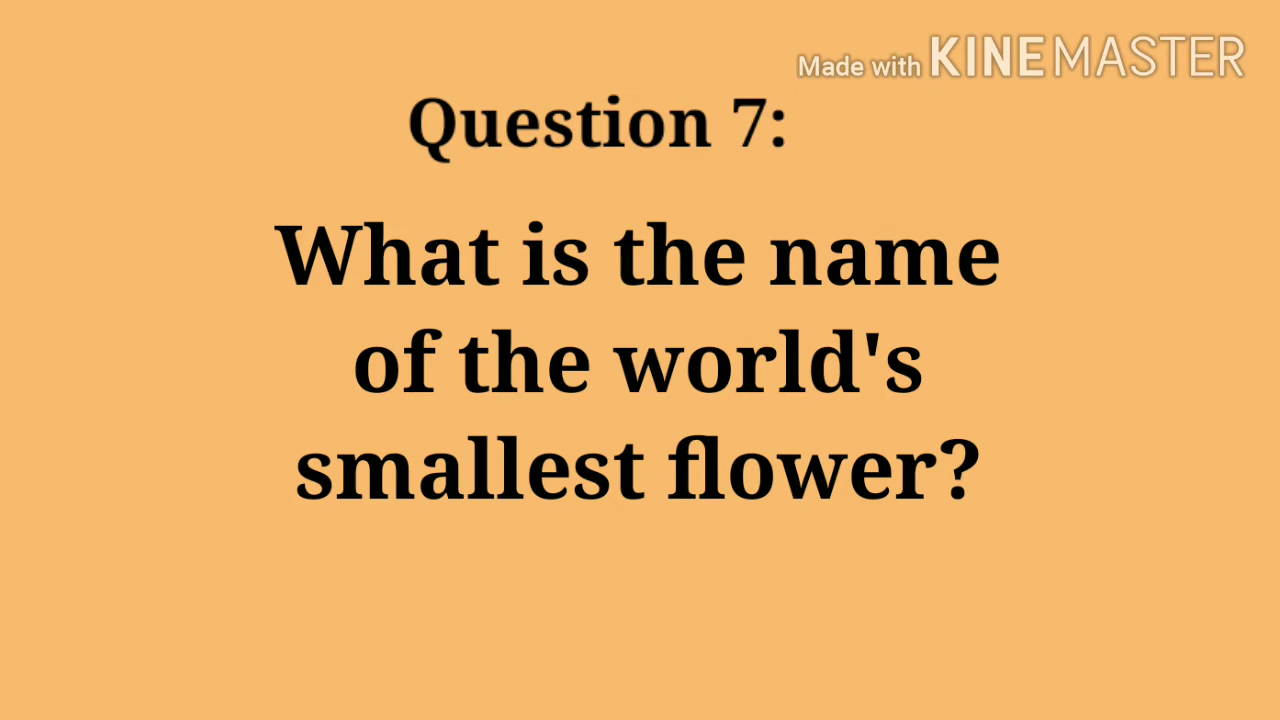 Made with KINEMASTER
Question 7:
What is the name
of the world's
smallest flower?